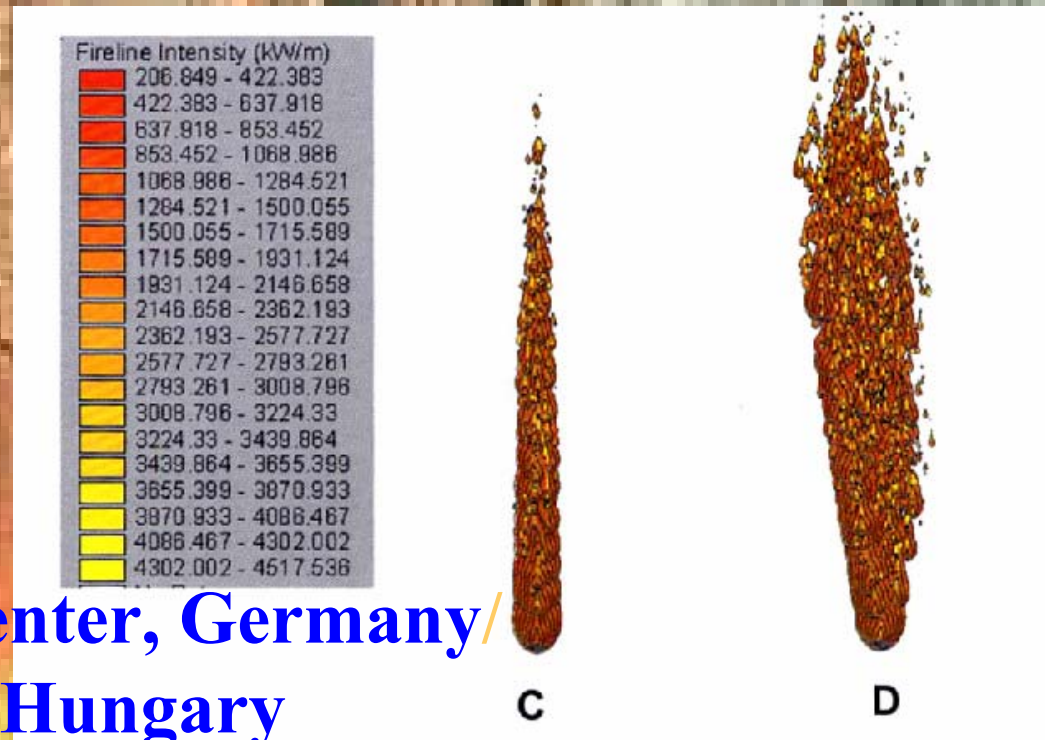 Fireline Intensity (kW/m)
206.849 - 422.383
422.383 - 637.918
637.918 - 853.452
853.452 - 1068.986
1068.986 - 1284.521
1284.521 - 1500.055
1500.055 - 1715.589
1715.589 - 1931.124
1931.124 - 2146.658
2146.658 - 2362.193
2362.193 - 2577.727
2577.727 - 2793.261
2793.261 - 3008.796
3008.796 - 3224.33
3224.33 - 3439.864
3439.864 - 3655.399
3655.399 - 3870.933
3870.933 - 4086.467
4086.467 - 4302.002
4302.002 - 4517.536
enter, Germany/
Hungary
C
D